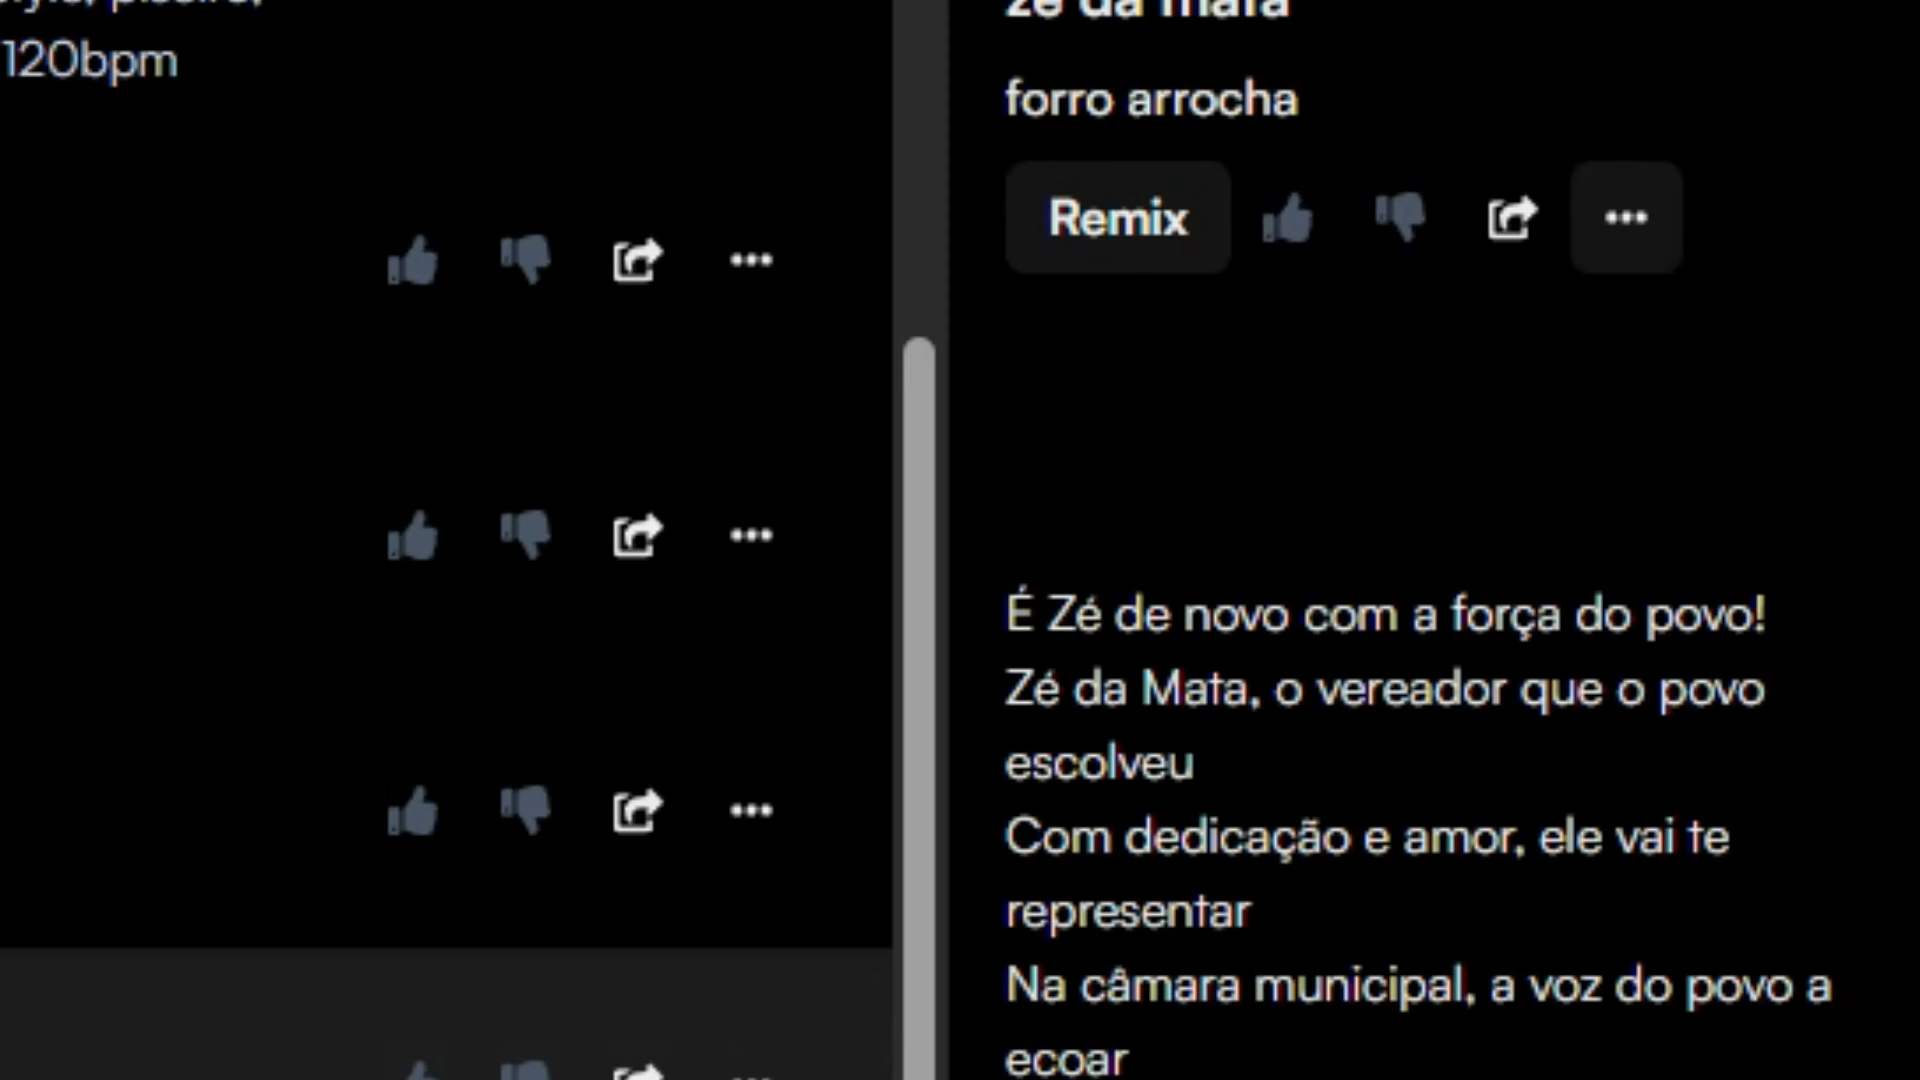 120bpm
zé da mata
forro arrocha
Remix
É Zé de novo com a força do povo!
Zé da Mata, o vereador que o povo
escolveu
Com dedicação e amor, ele vai te
representar
Na câmara municipal, a voz do povo a
ecoar